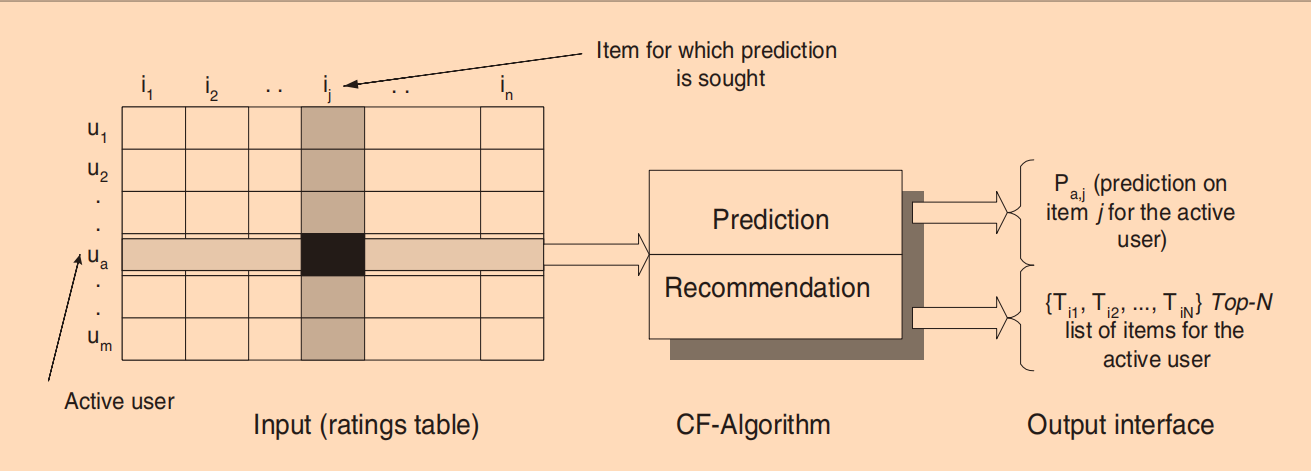 Item for which prediction
is sought
i1 i2 . . ij . . in
u1
u2
.
.
ua
.
.
um
Active user
Input (ratings table)
Prediction
Recommendation
CF-Algorithm
Pa,j (prediction on
item j for the active
user)
{Ti1, Ti2, ..., TiN} Top-N
list of items for the
active user
Output interface